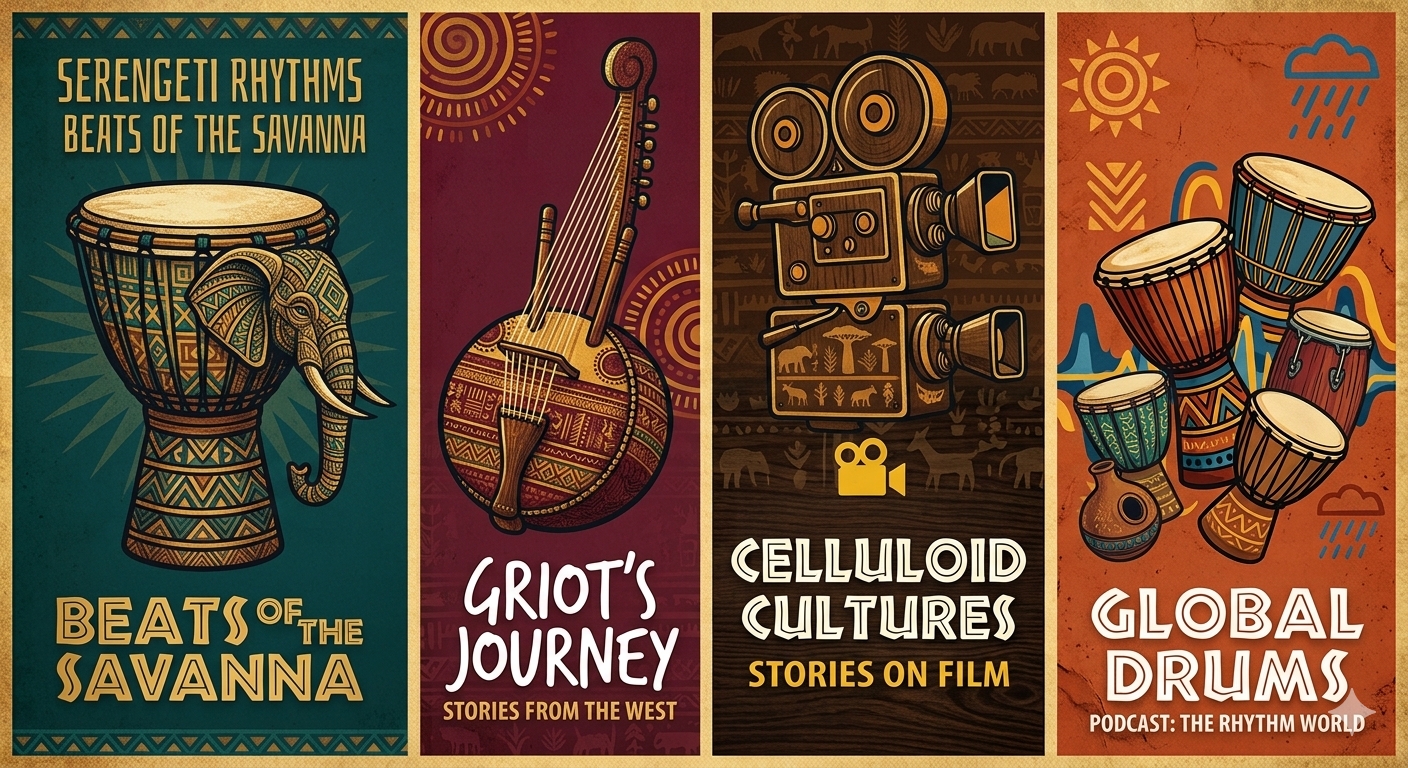 SERENGETI RHYTHMS
BEATS OF THE SAVANNA
BEATS OF THE
SAVANNA
GRIOT'S
JOURNEY
STORIES FROM THE WEST
CELLULOID
CULTURES
STORIES ON FILM
GLOBAL
DRUMS
PODCAST: THE RHYTHM WORLD